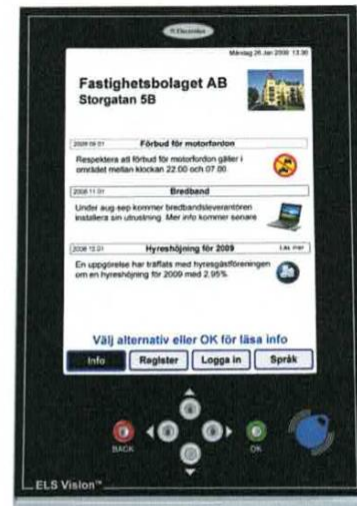 Electrolux
Måndag 26 Jan 2009 13:36
Fastighetsbolaget AB
Storgatan 5B
2008 09 01 Förbud för motorfordon
Respektera att förbud för motorfordon gäller i
området mellan klockan 22.00 och 07.00
2008 11 01 Bredband
Under aug-sep kommer bredbandsleverantören
installera sin utrustning. Mer info kommer senare
2008 12 01 Hyreshöjning för 2009 Läs mer
En uppgörelse har träffats med hyresgästföreningen
om en hyreshöjning för 2009 med 2.95%.
Välj alternativ eller OK för läsa info
Info Register Logga in Språk
BACK OK
ELS Vision™